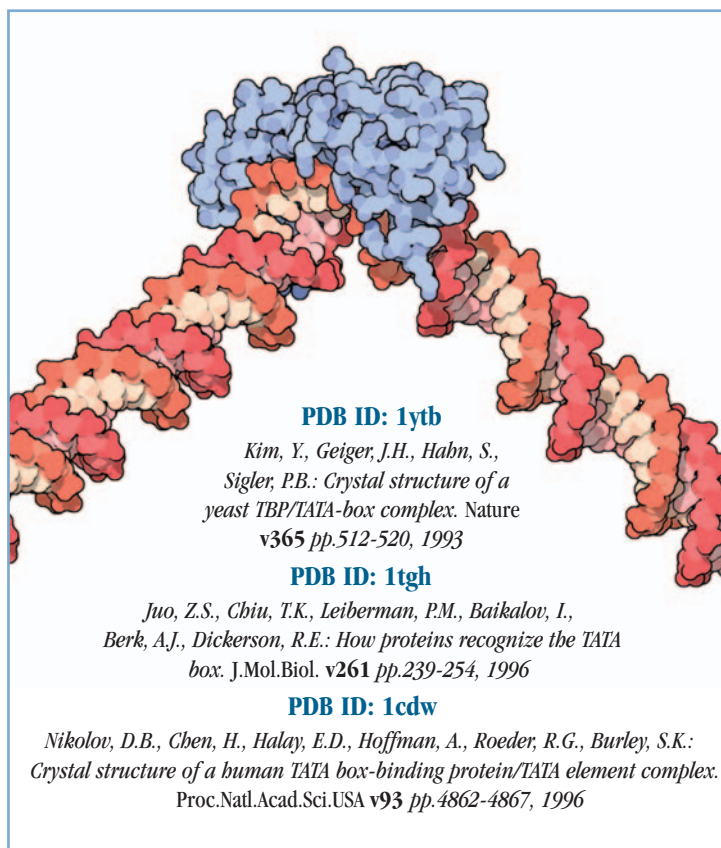 PDB ID: 1ytb
Kim, Y., Geiger, J.H., Hahn, S.,
Sigler, P.B.: Crystal structure of a
yeast TBP/TATA-box complex. Nature
v365 pp.512-520, 1993
PDB ID: 1tgh
Juo, Z.S., Chiu, T.K., Leiberman, P.M., Baikalov, I.,
Berk, A.J., Dickerson, R.E.: How proteins recognize the TATA
box. J.Mol.Biol. v261 pp.239-254, 1996
PDB ID: 1cdw
Nikolov, D.B., Chen, H., Halay, E.D., Hoffman, A., Roeder, R.G., Burley, S.K.:
Crystal structure of a human TATA box-binding protein/TATA element complex.
Proc.Natl.Acad.Sci.USA v93 pp.4862-4867, 1996